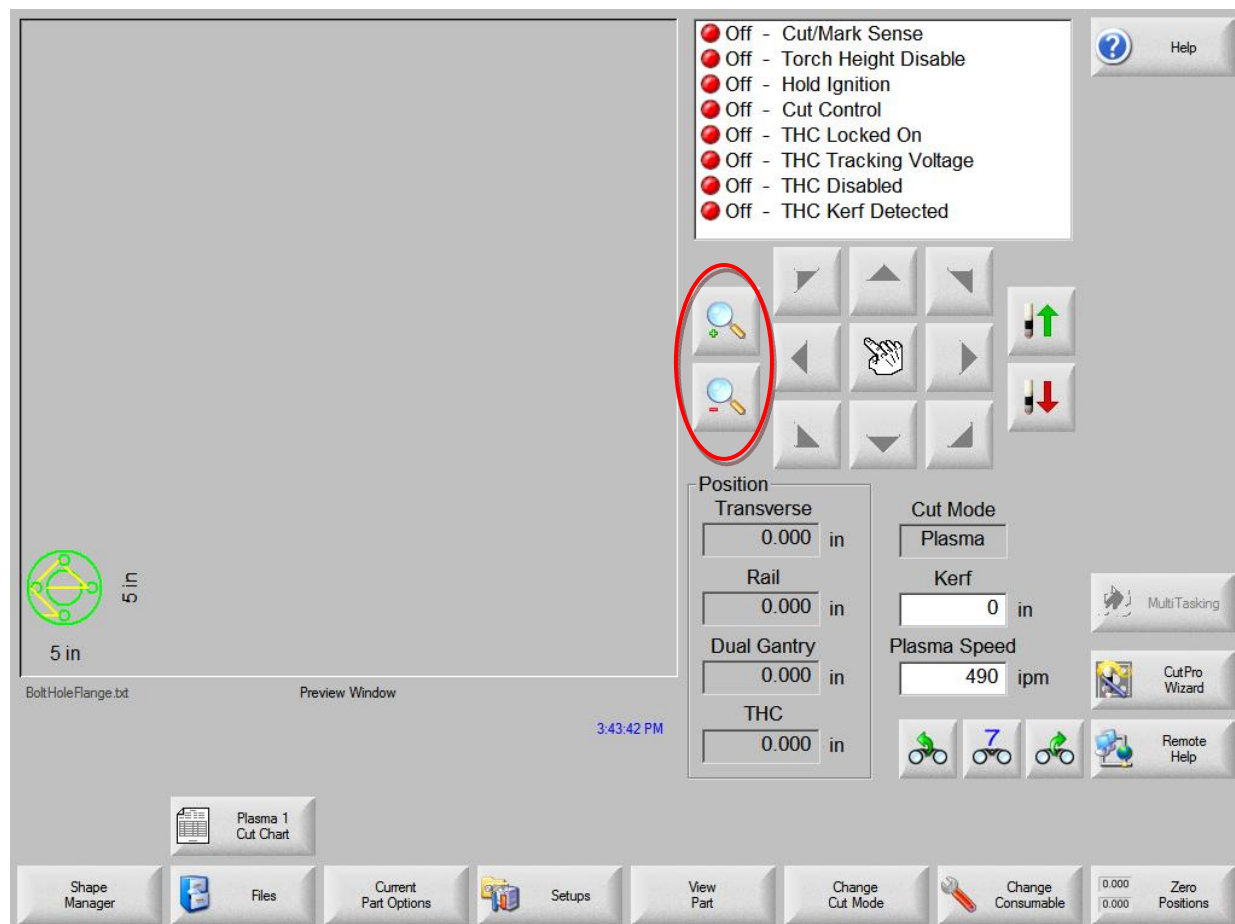 Off - Cut/Mark Sense
Off - Torch Height Disable
Off - Hold Ignition
Off - Cut Control
Off - THC Locked On
Off - THC Tracking Voltage
Off - THC Disabled
Off - THC Kerf Detected
Help
5 in
5 in
BoltHoleFlange.txt
Preview Window
3:43:42 PM
Position
Transverse
0.000 in
Rail
0.000 in
Dual Gantry
0.000 in
THC
0.000 in
Cut Mode
Plasma
Kerf
0 in
Plasma Speed
490 ipm
7
MultiTasking
CutPro
Wizard
Remote
Help
Plasma 1
Cut Chart
Shape
Manager
Files
Current
Part Options
Setups
View
Part
Change
Cut Mode
Change
Consumable
0.000
0.000
Zero
Positions